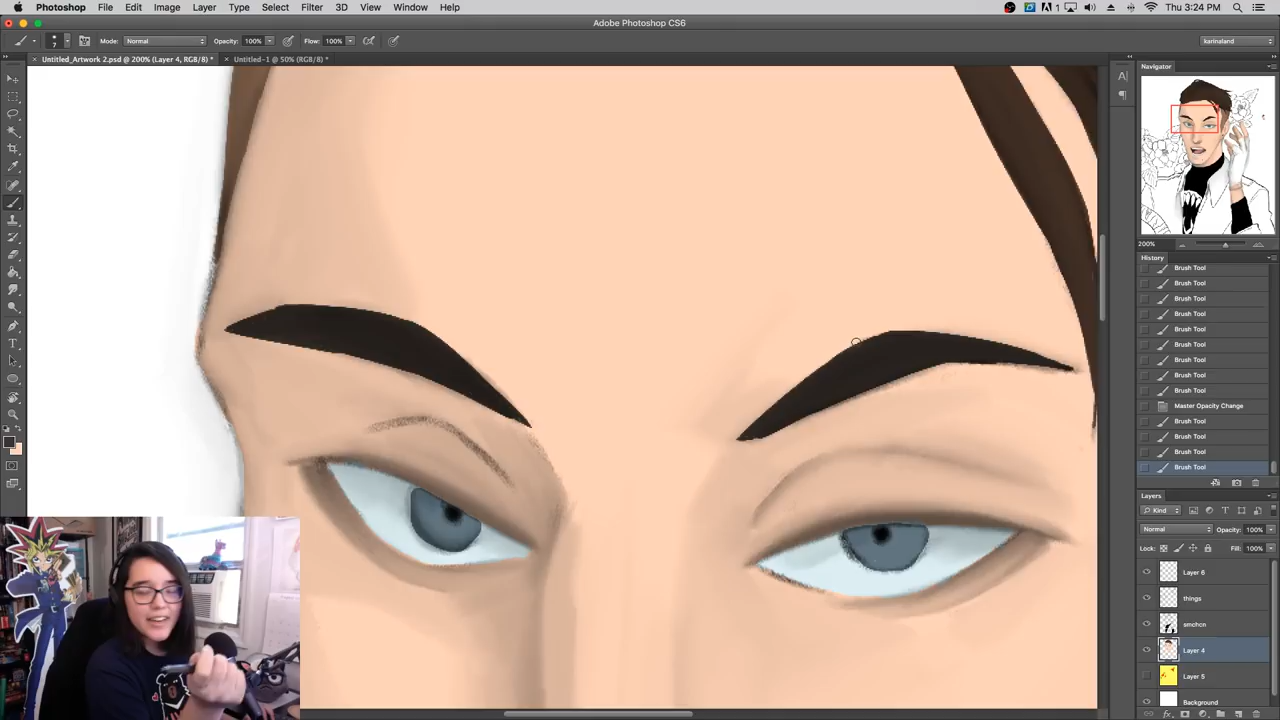 Photoshop File Edit Image Layer Type Select Filter 3D View Window Help
1 Thu 3:24 PM
Adobe Photoshop CS6
7 Mode: Normal Opacity: 100% Flow: 100% karinaland
Untitled_Artwork 2.psd @ 200% (Layer 4, RGB/8) * Untitled-1 @ 50% (RGB/8) *
Navigator
200%
History
Brush Tool
Brush Tool
Brush Tool
Brush Tool
Brush Tool
Brush Tool
Brush Tool
Brush Tool
Brush Tool
Master Opacity Change
Brush Tool
Brush Tool
Brush Tool
Brush Tool
Layers
Kind
Normal Opacity: 100%
Lock: Fill: 100%
Layer 6
things
smchcn
Layer 4
Layer 5
Background